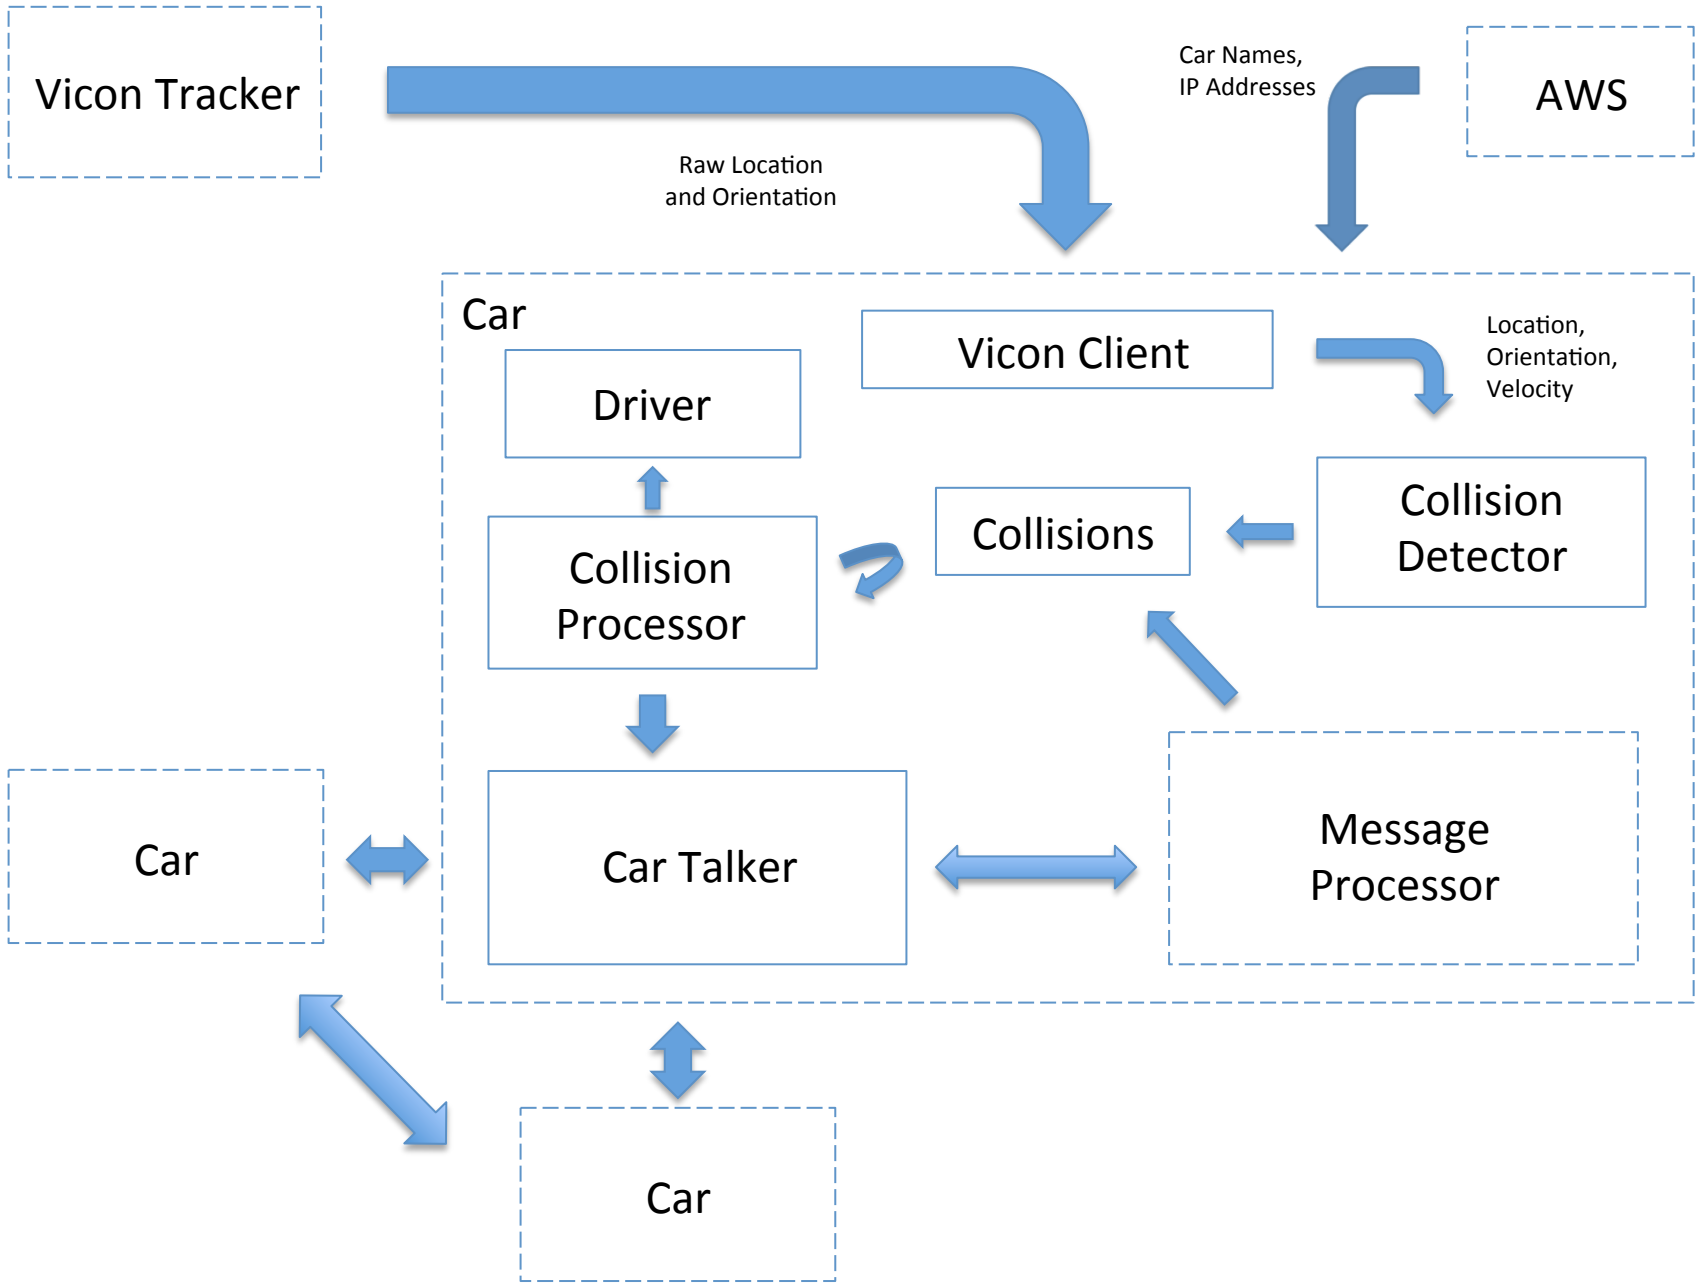 Vicon Tracker
Car Names,
IP Addresses
AWS
Raw Location
and Orientation
Car
Vicon Client
Location,
Orientation,
Velocity
Driver
Collision
Processor
Collisions
Collision
Detector
Car
Car Talker
Message
Processor
Car